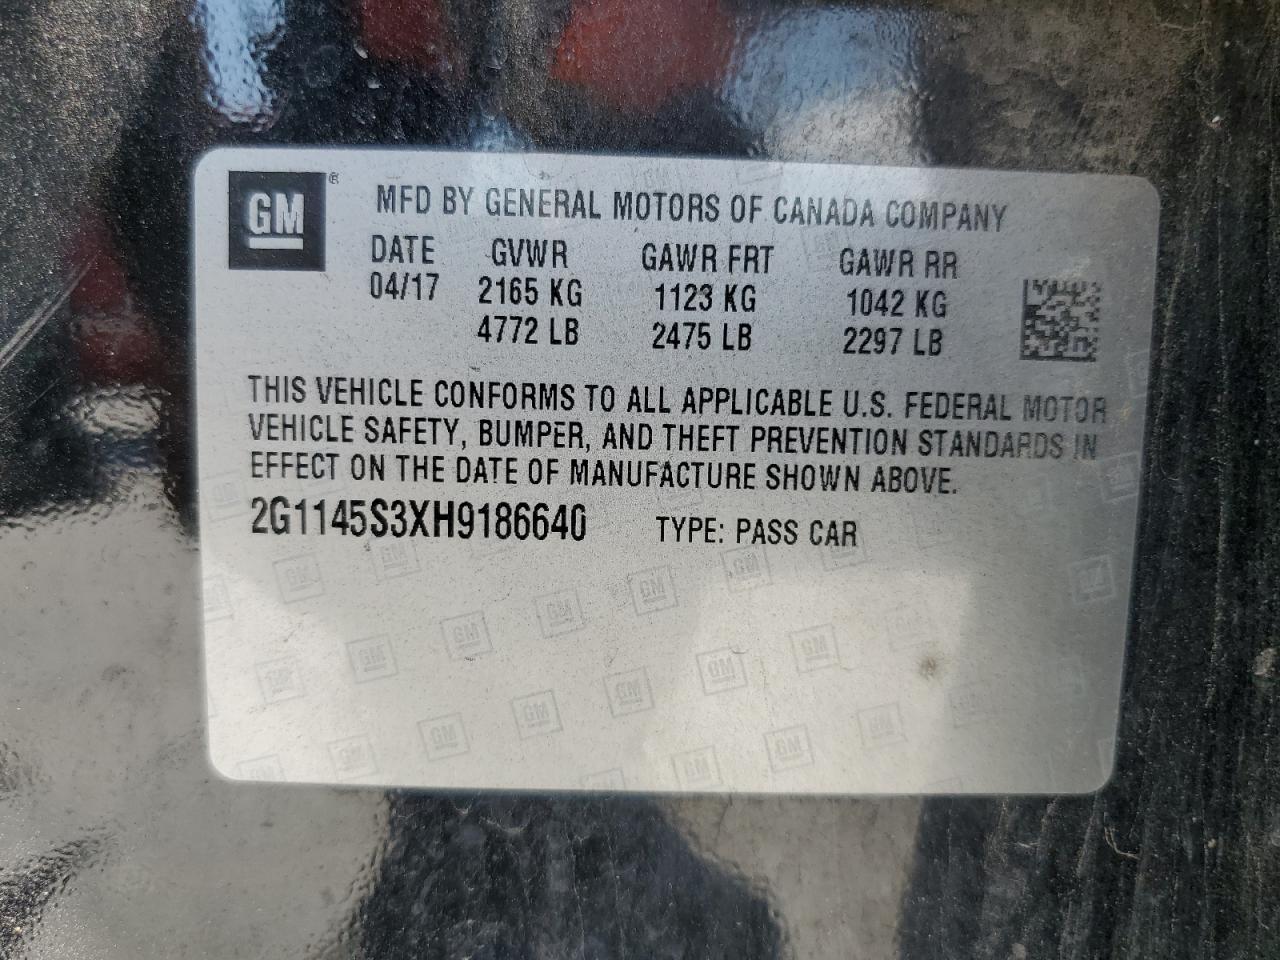 GM ®
MFD BY GENERAL MOTORS OF CANADA COMPANY
DATE GVWR GAWR FRT GAWR RR
04/17 2165 KG 1123 KG 1042 KG
4772 LB 2475 LB 2297 LB
THIS VEHICLE CONFORMS TO ALL APPLICABLE U.S. FEDERAL MOTOR
VEHICLE SAFETY, BUMPER, AND THEFT PREVENTION STANDARDS IN
EFFECT ON THE DATE OF MANUFACTURE SHOWN ABOVE.
2G1145S3XH9186640 TYPE: PASS CAR